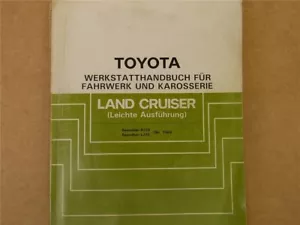 TOYOTA
WERKSTATTHANDBUCH FÜR
FAHRWERK UND KAROSSERIE
LAND CRUISER
(Leichte Ausführung)